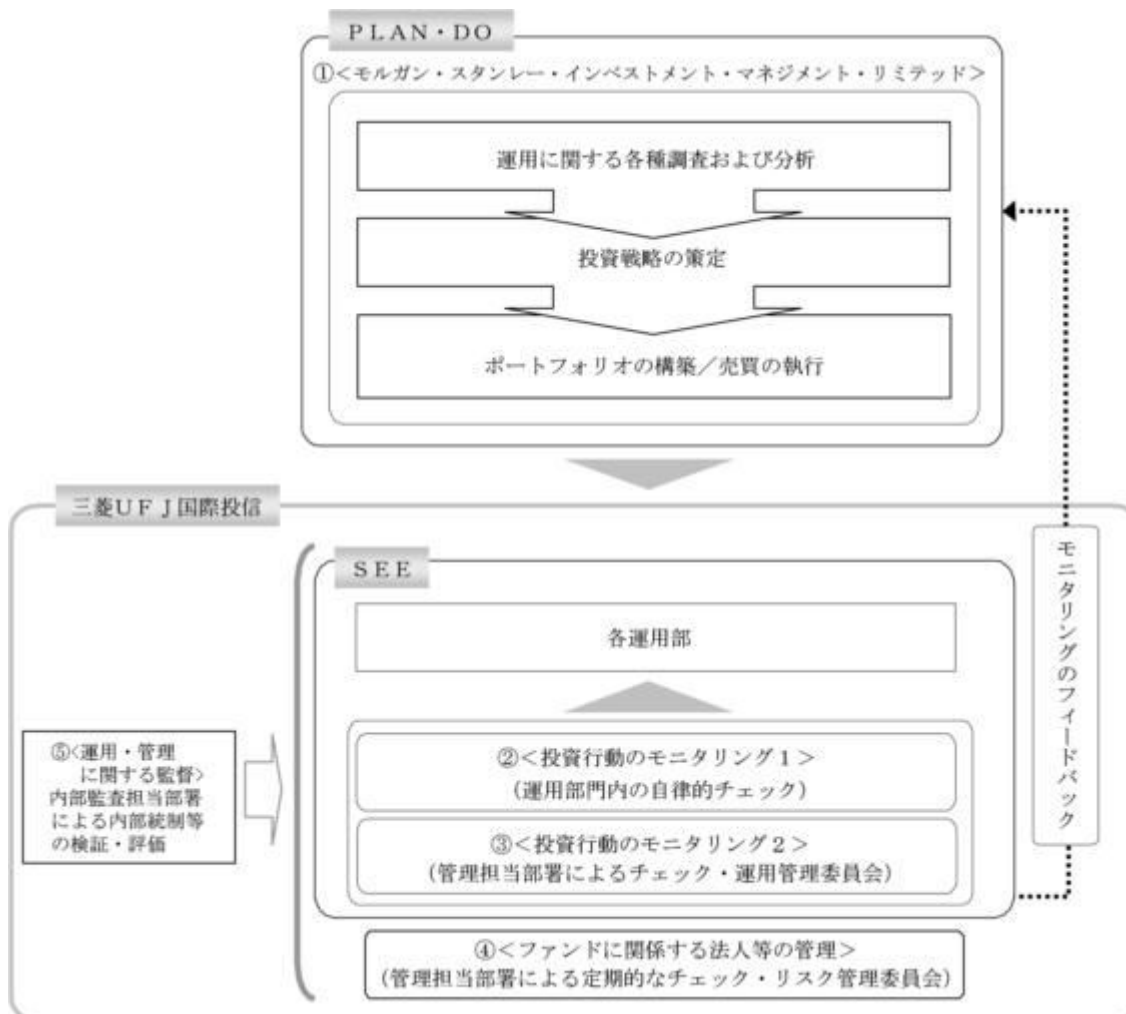 ＰＬＡＮ・ＤＯ
①＜モルガン・スタンレー・インベストメント・マネジメント・リミテッド＞
運用に関する各種調査および分析
投資戦略の策定
ポートフォリオの構築／売買の執行
三菱ＵＦＪ国際投信
ＳＥＥ
各運用部
②＜投資行動のモニタリング１＞
（運用部門内の自律的チェック）
③＜投資行動のモニタリング２＞
（管理担当部署によるチェック・運用管理委員会）
④＜ファンドに関係する法人等の管理＞
（管理担当部署による定期的なチェック・リスク管理委員会）
⑤＜運用・管理
に関する監督＞
内部監査担当部署
による内部統制等
の検証・評価
モニタリングのフィードバック